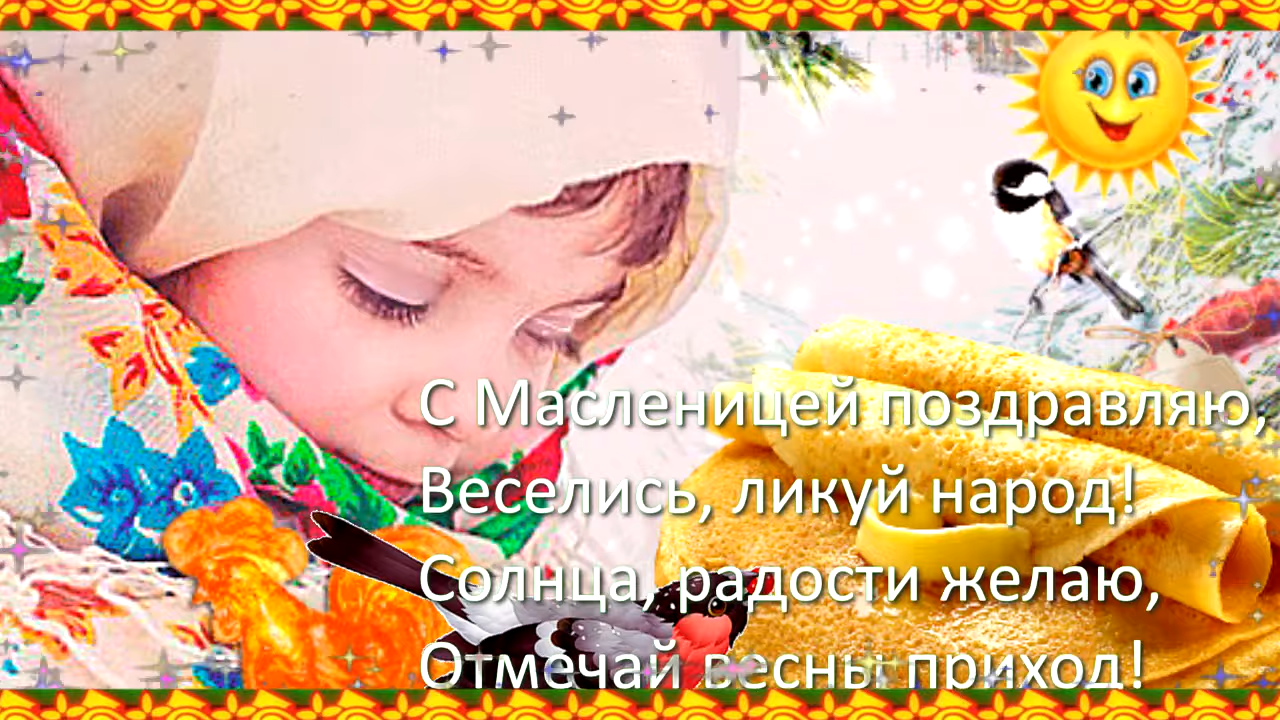 С Масленицей поздравляю,
Веселись, ликуй народ!
Солнца, радости желаю,
Отмечай весны приход!